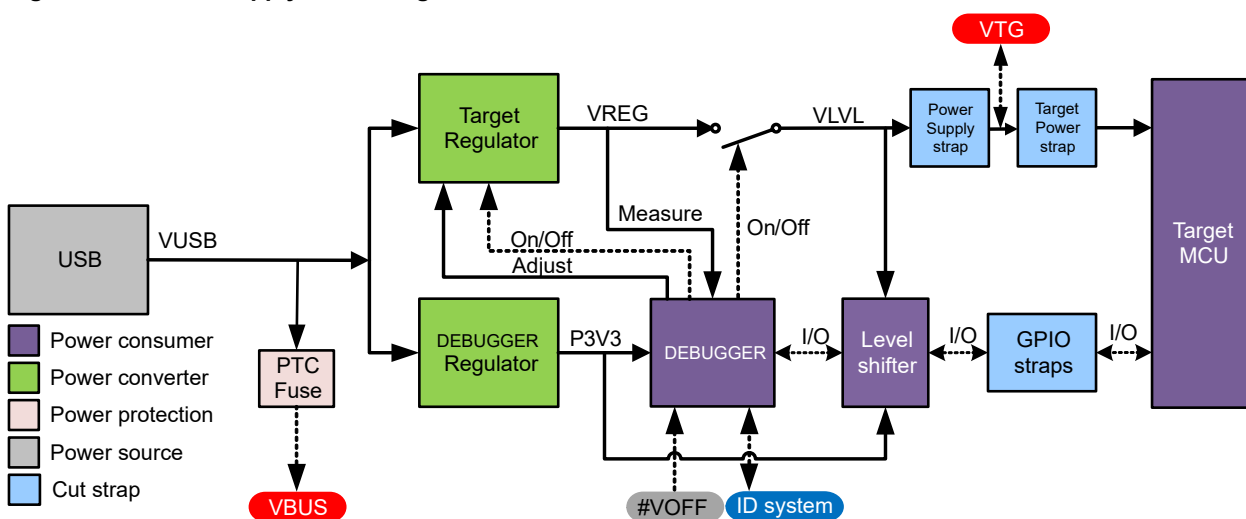 VTG
Target
Regulator
VREG
VLVL
Power
Supply
strap
Target
Power
strap
Target
MCU
USB
VUSB
Measure
On/Off
On/Off
Adjust
DEBUGGER
Regulator
P3V3
DEBUGGER
I/O
Level
shifter
I/O
GPIO
straps
I/O
PTC
Fuse
Power consumer
Power converter
Power protection
Power source
Cut strap
VBUS
#VOFF
ID system